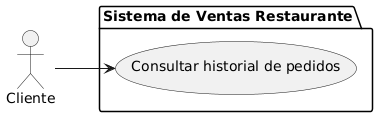 Sistema de Ventas Restaurante
Consultar historial de pedidos
Cliente